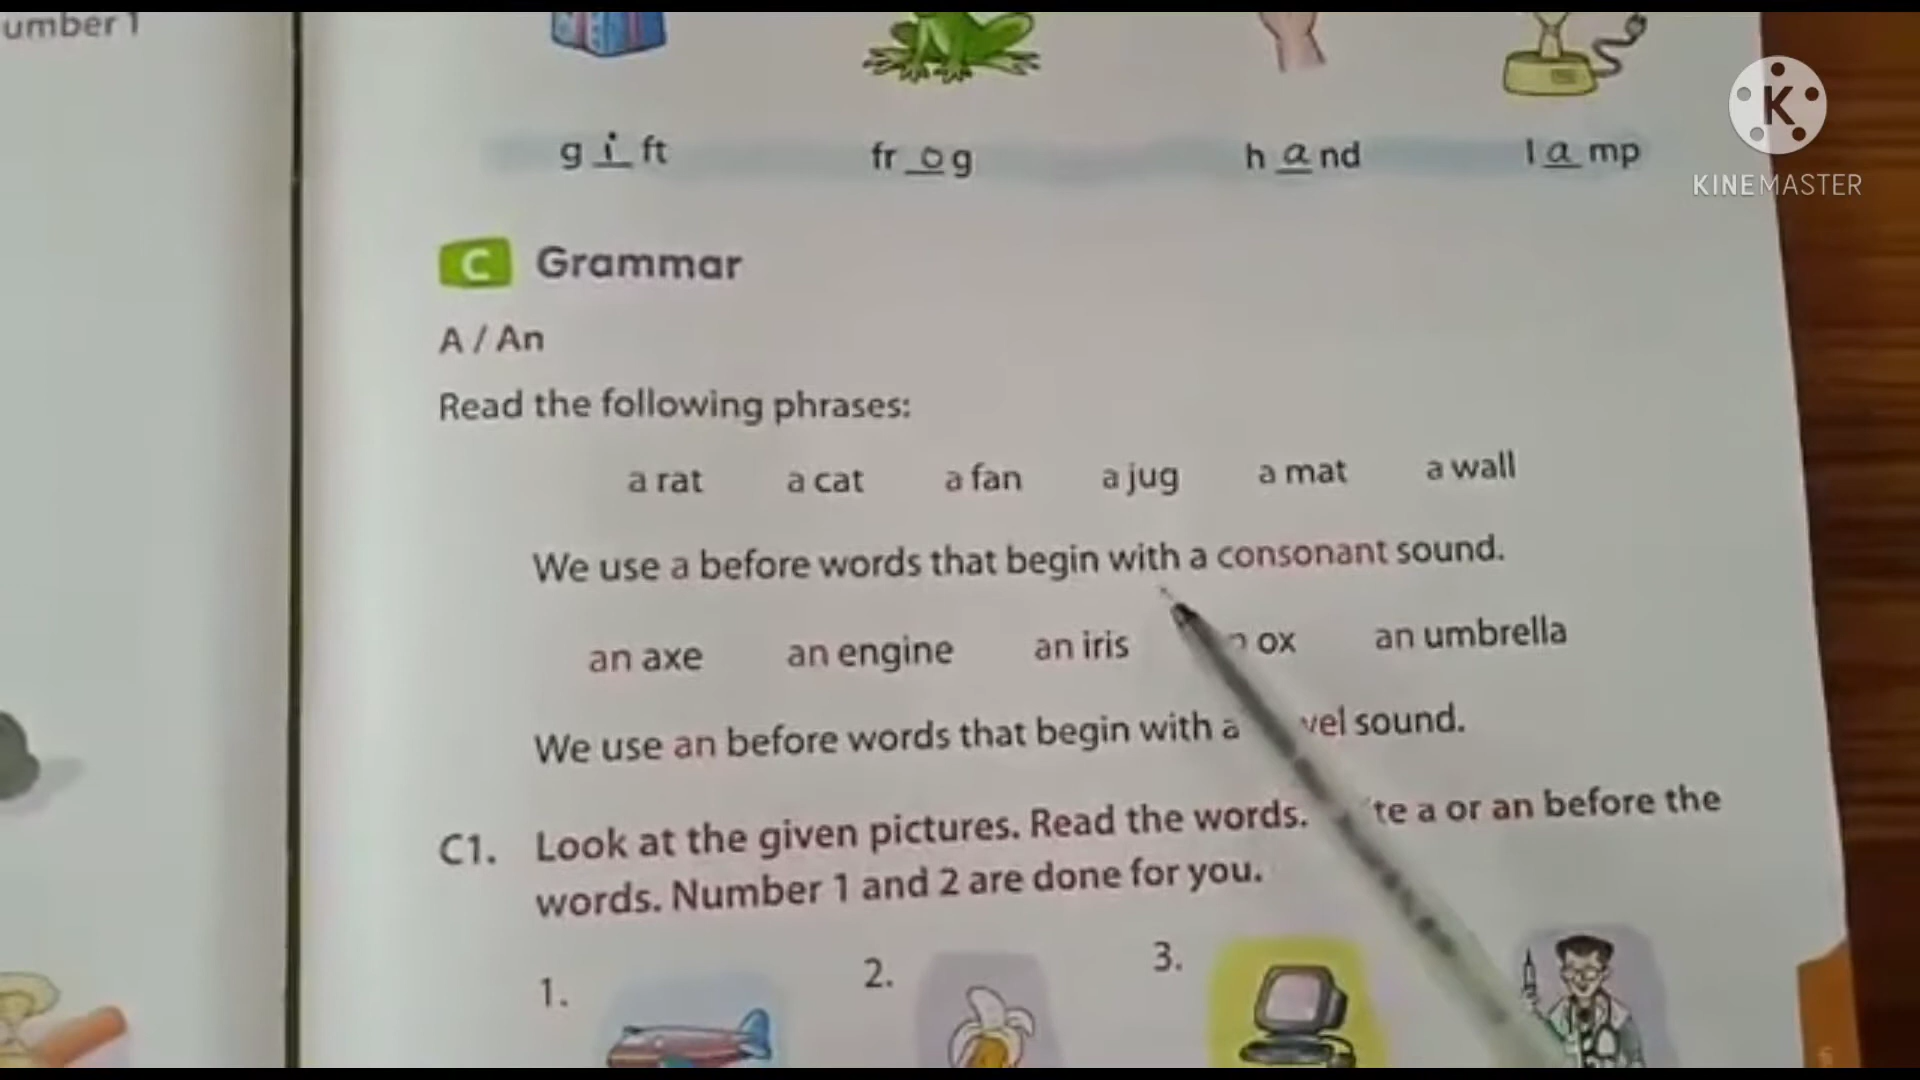 umber 1
g i ft fr o g h a nd l a mp
KINEMASTER
C Grammar
A / An
Read the following phrases:
a rat a cat a fan a jug a mat a wall
We use a before words that begin with a consonant sound.
an axe an engine an iris ox an umbrella
We use an before words that begin with a vel sound.
C1. Look at the given pictures. Read the words. te a or an before the
words. Number 1 and 2 are done for you.
1. 2. 3.